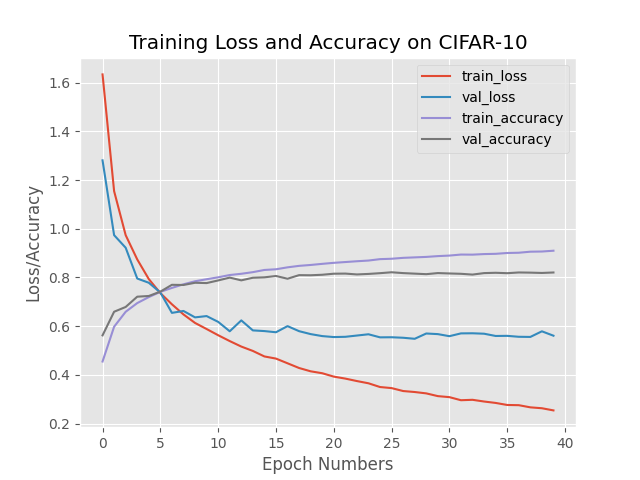 Training Loss and Accuracy on CIFAR-10
train_loss
val_loss
train_accuracy
val_accuracy
Loss/Accuracy
1.6
1.4
1.2
1.0
0.8
0.6
0.4
0.2
0 5 10 15 20 25 30 35 40
Epoch Numbers